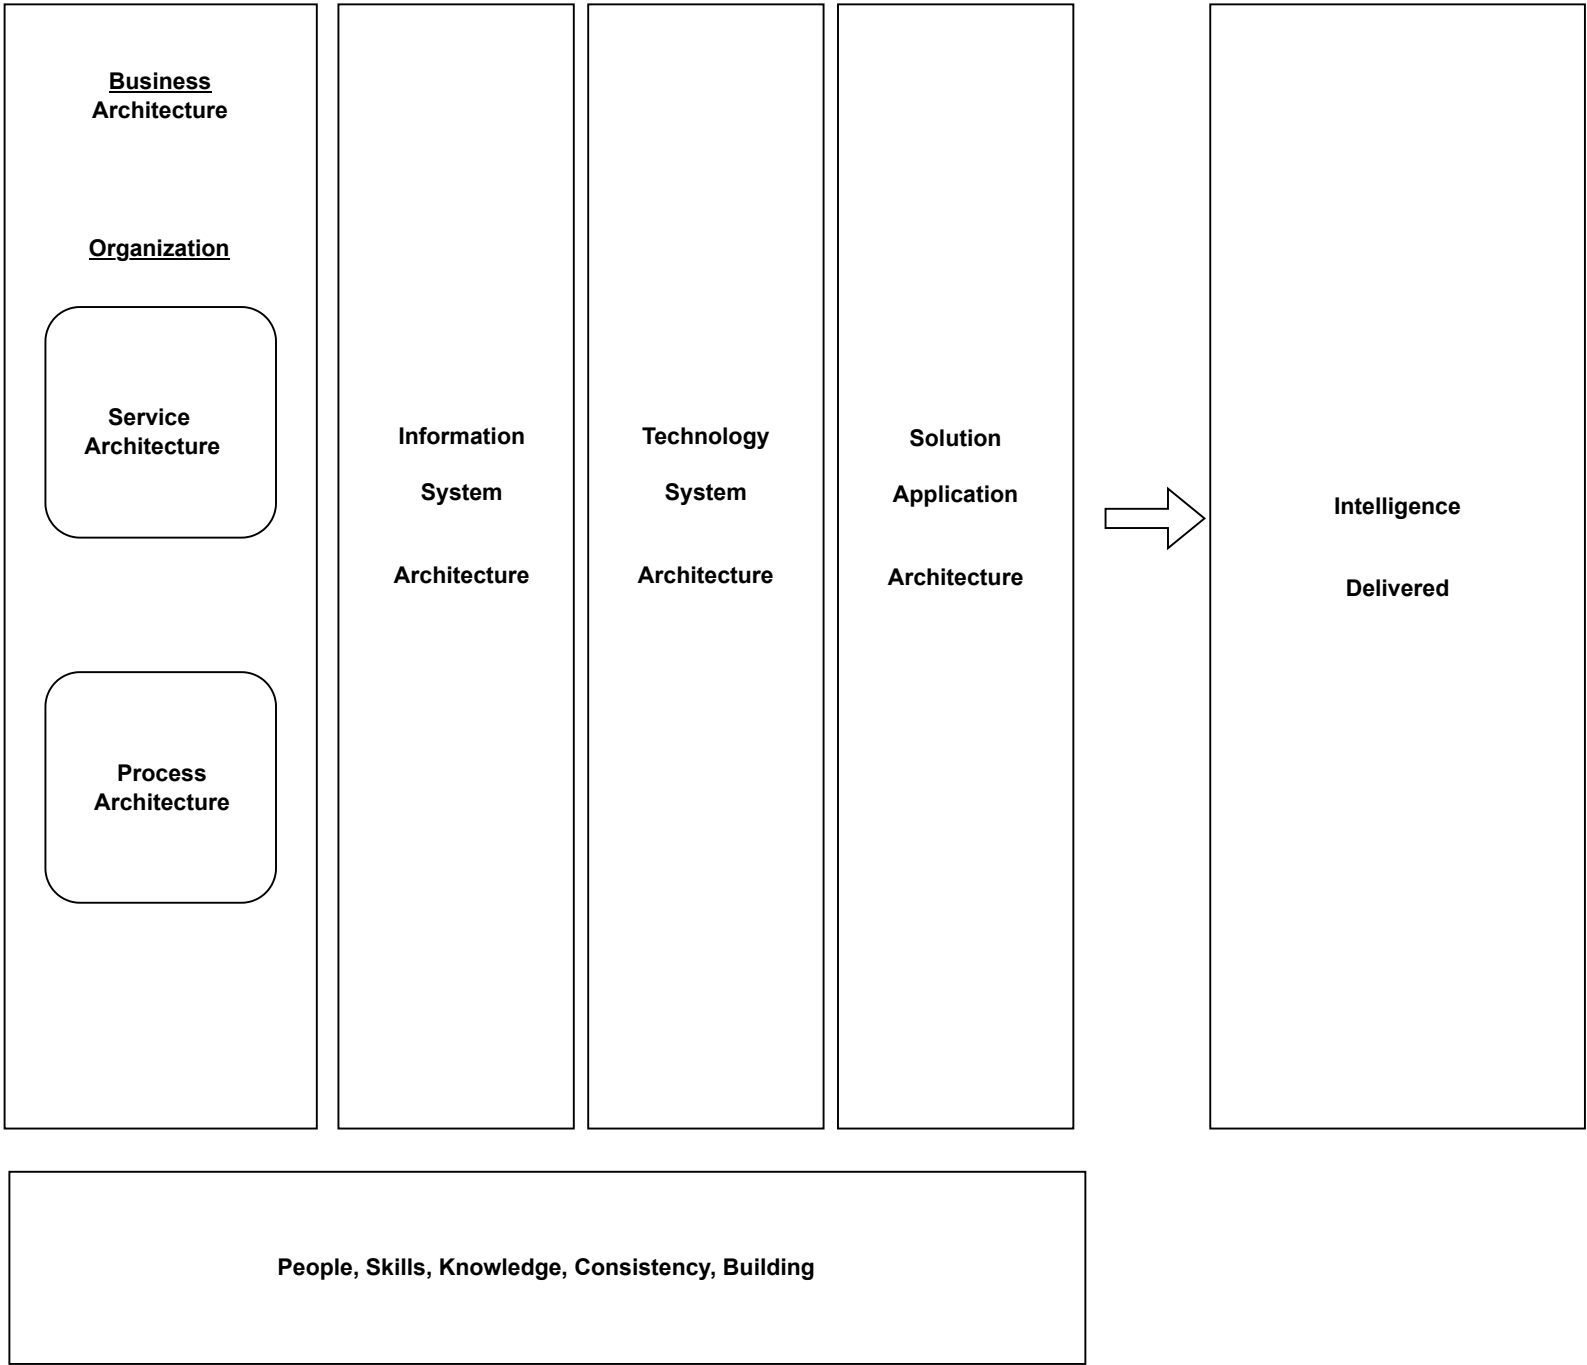 Business
Architecture
Organization
Service
Architecture
Process
Architecture
Information
System
Architecture
Technology
System
Architecture
Solution
Application
Architecture
Intelligence
Delivered
People, Skills, Knowledge, Consistency, Building